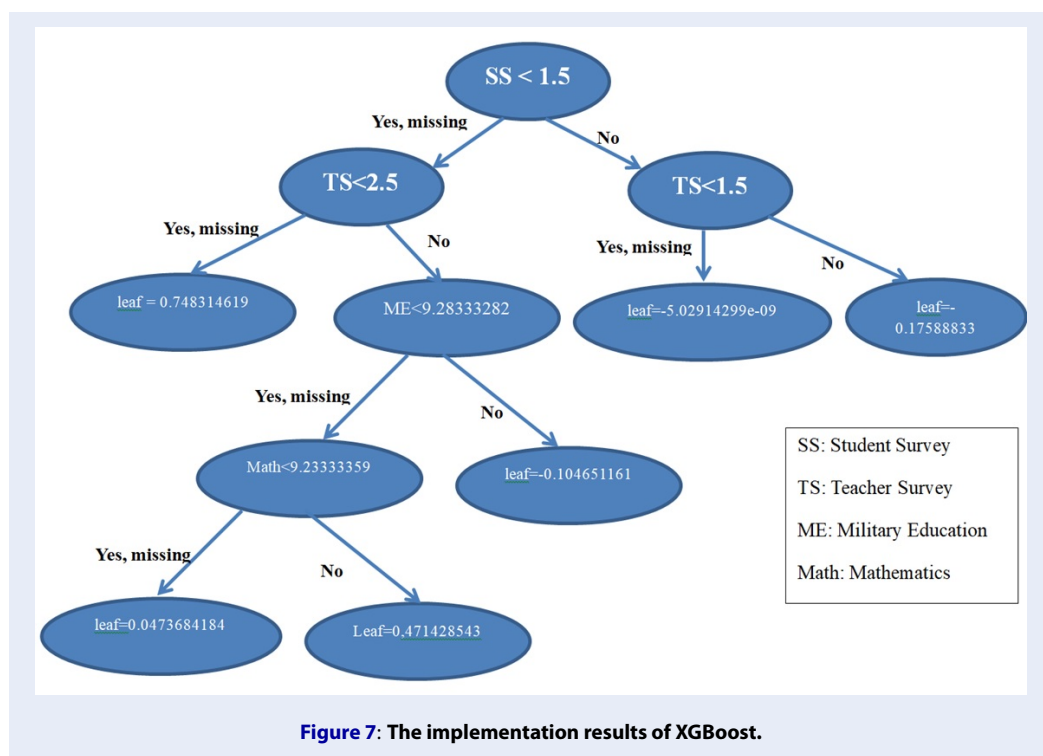 SS < 1.5
Yes, missing
No
TS<2.5
TS<1.5
Yes, missing
No
Yes, missing
No
leaf = 0.748314619
ME<9.28333282
leaf=-5.02914299e-09
leaf=-
0.17588833
Yes, missing
No
Math<9.23333359
leaf=-0.104651161
SS: Student Survey
TS: Teacher Survey
ME: Military Education
Math: Mathematics
Yes, missing
No
leaf=0.0473684184
Leaf=0,471428543
Figure 7: The implementation results of XGBoost.